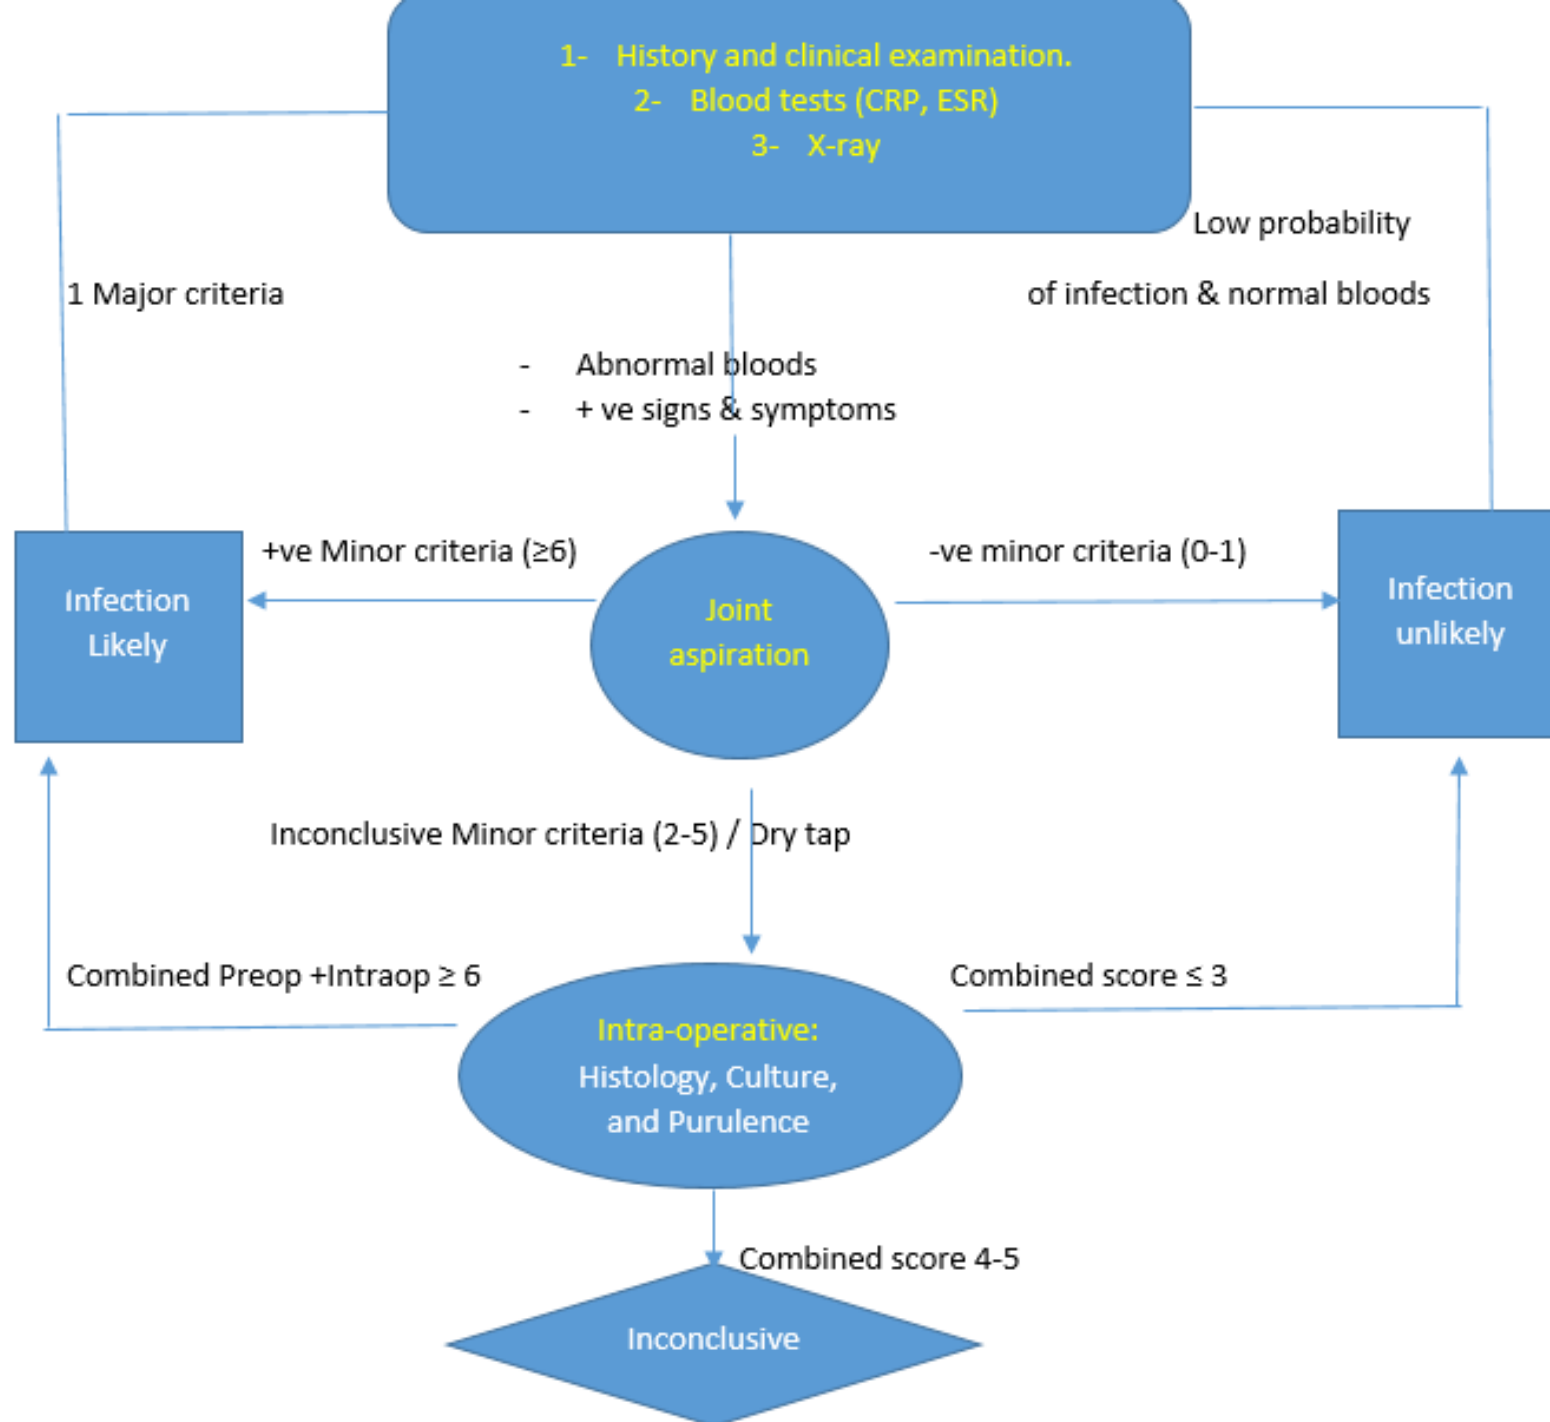 1- History and clinical examination.
2- Blood tests (CRP, ESR)
3- X-ray
Low probability
of infection & normal bloods
1 Major criteria
- Abnormal bloods
- + ve signs & symptoms
+ve Minor criteria (≥6)
-ve minor criteria (0-1)
Infection
Likely
Joint
aspiration
Infection
unlikely
Inconclusive Minor criteria (2-5) / Dry tap
Combined Preop +Intraop ≥ 6
Combined score ≤ 3
Intra-operative:
Histology, Culture,
and Purulence
Combined score 4-5
Inconclusive